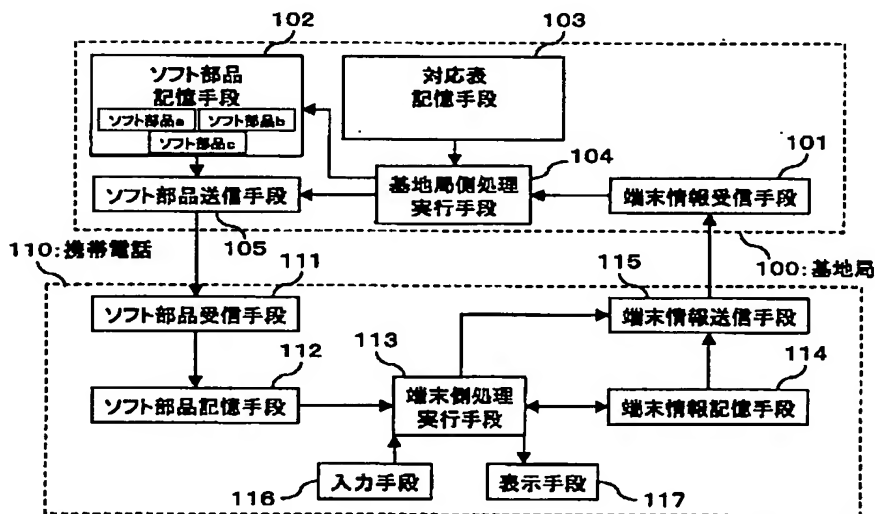 102
103
ソフト部品
記憶手段
ソフト部品a ソフト部品b
ソフト部品c
対応表
記憶手段
104
101
ソフト部品送信手段
基地局側処理
実行手段
端末情報受信手段
110:携帯電話
105
100:基地局
111
115
ソフト部品受信手段
端末情報送信手段
112
113
114
ソフト部品記憶手段
端末側処理
実行手段
端末情報記憶手段
116
入力手段
表示手段
117